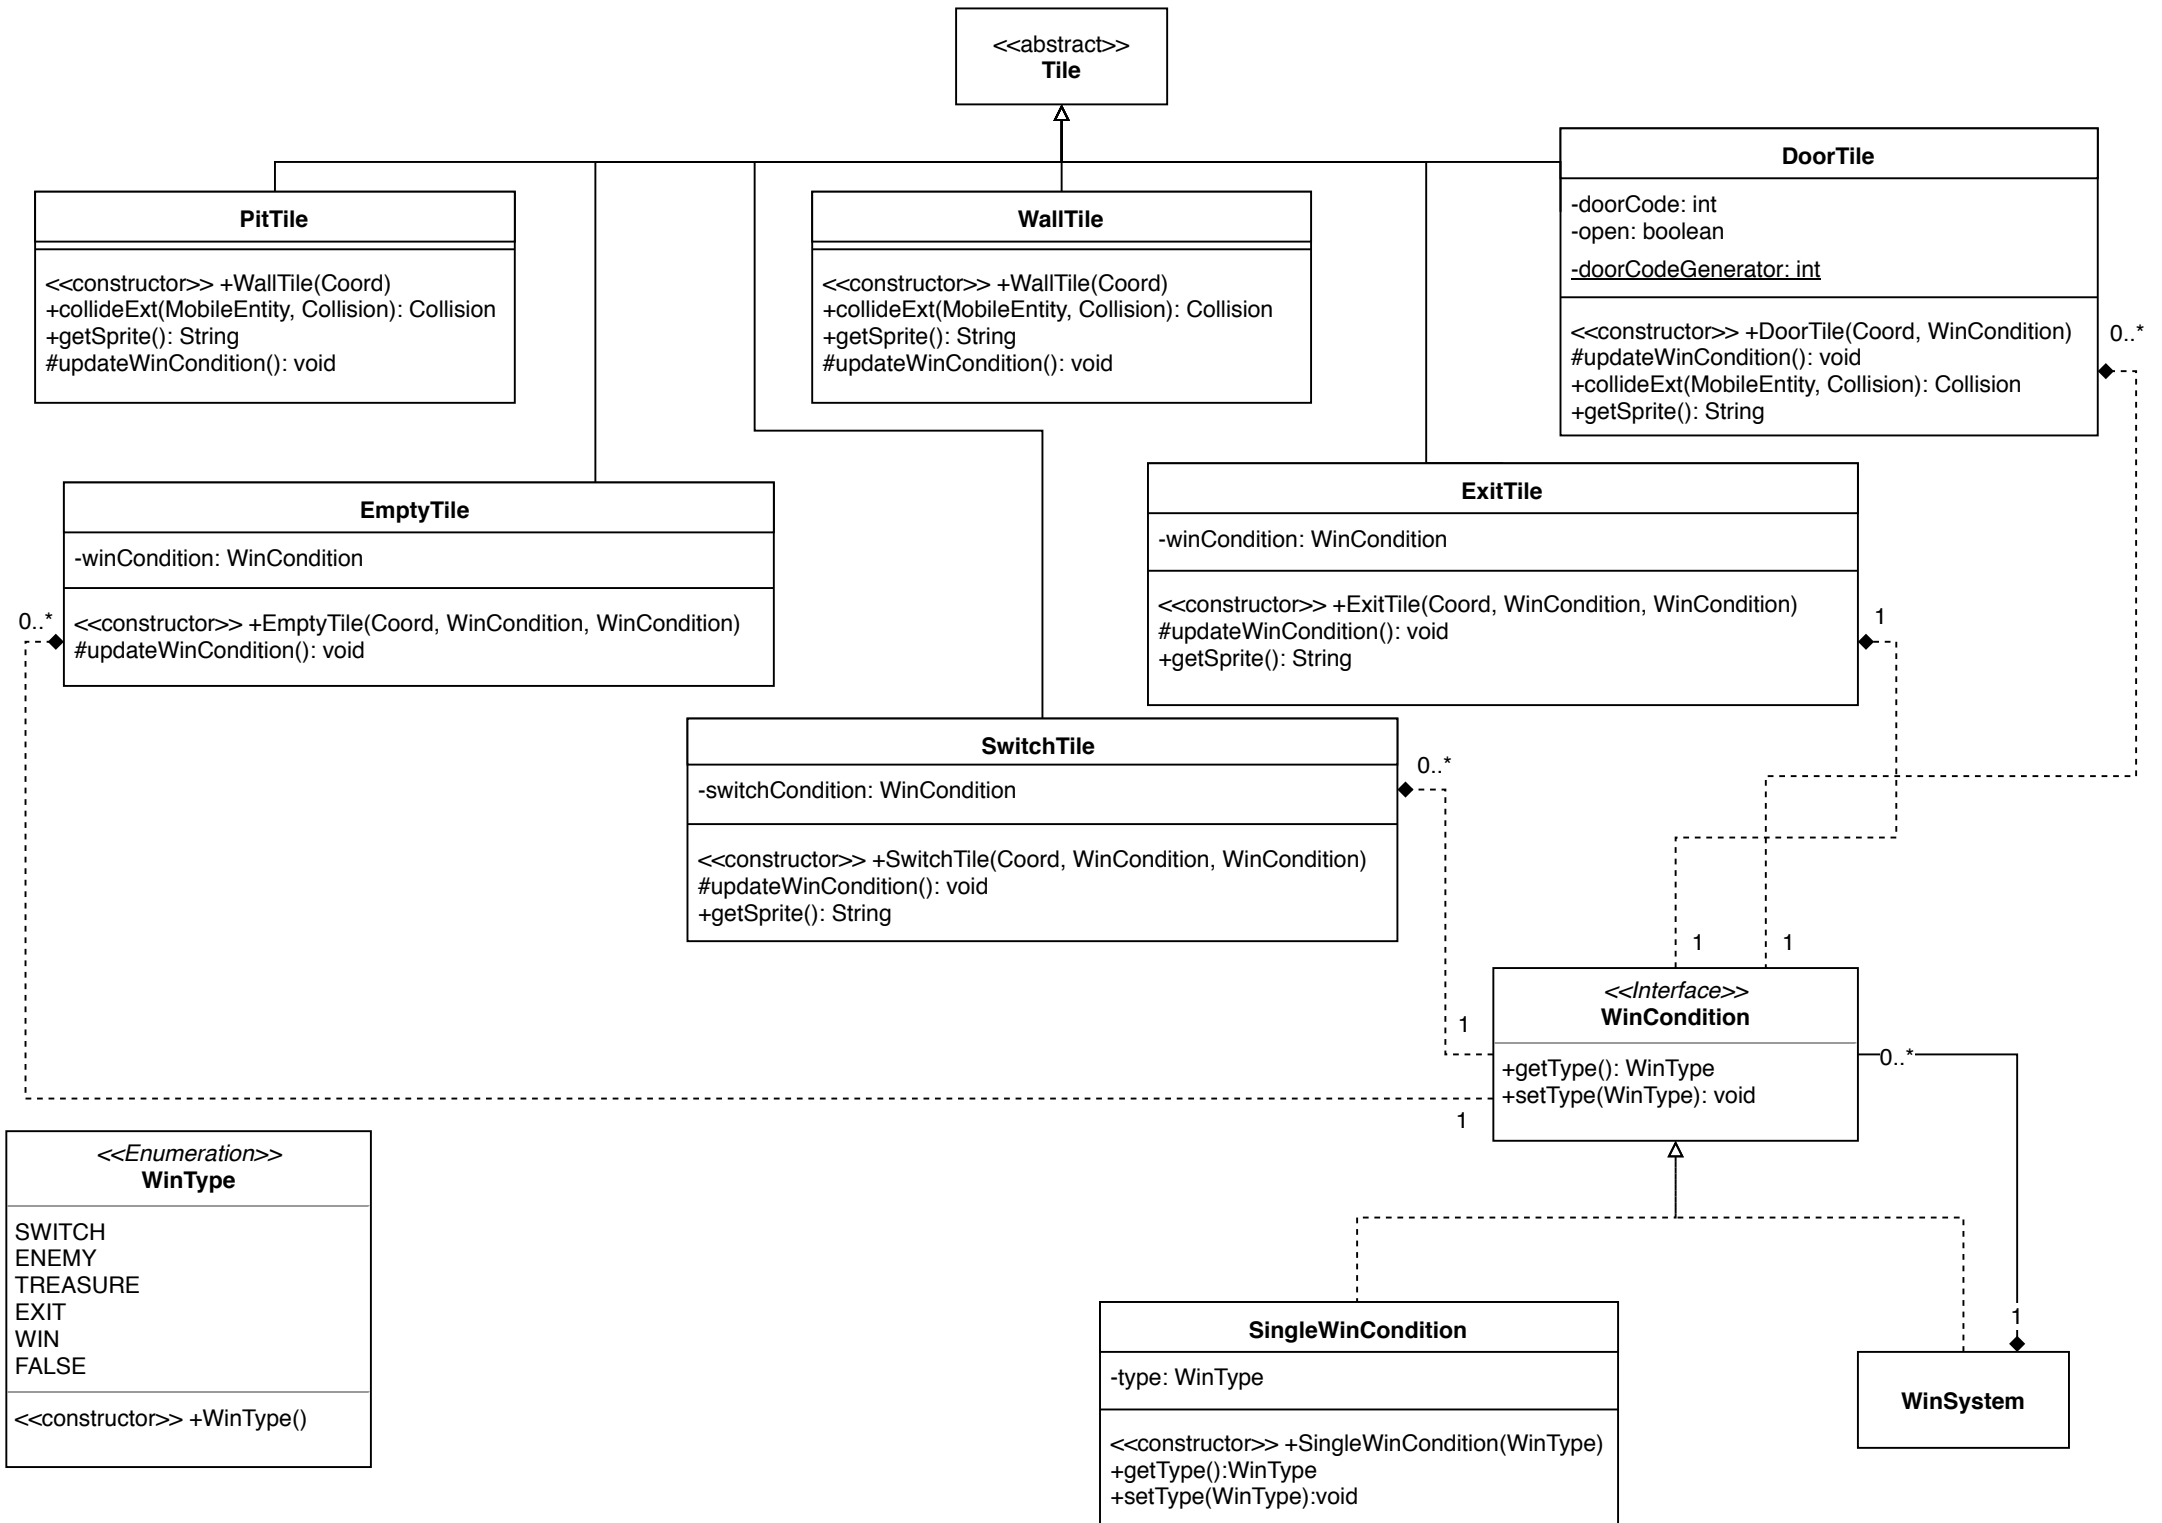 <<abstract>>
Tile
PitTile
<<constructor>> +WallTile(Coord)
+collideExt(MobileEntity, Collision): Collision
+getSprite(): String
#updateWinCondition(): void
WallTile
<<constructor>> +WallTile(Coord)
+collideExt(MobileEntity, Collision): Collision
+getSprite(): String
#updateWinCondition(): void
DoorTile
-doorCode: int
-open: boolean
-doorCodeGenerator: int
<<constructor>> +DoorTile(Coord, WinCondition)
#updateWinCondition(): void
+collideExt(MobileEntity, Collision): Collision
+getSprite(): String
0..*
EmptyTile
-winCondition: WinCondition
<<constructor>> +EmptyTile(Coord, WinCondition, WinCondition)
#updateWinCondition(): void
0..*
ExitTile
-winCondition: WinCondition
<<constructor>> +ExitTile(Coord, WinCondition, WinCondition)
#updateWinCondition(): void
+getSprite(): String
1
SwitchTile
-switchCondition: WinCondition
<<constructor>> +SwitchTile(Coord, WinCondition, WinCondition)
#updateWinCondition(): void
+getSprite(): String
0..*
1
1
<<Interface>>
WinCondition
+getType(): WinType
+setType(WinType): void
1
1
0..*
<<Enumeration>>
WinType
SWITCH
ENEMY
TREASURE
EXIT
WIN
FALSE
<<constructor>> +WinType()
SingleWinCondition
-type: WinType
<<constructor>> +SingleWinCondition(WinType)
+getType():WinType
+setType(WinType):void
1
WinSystem